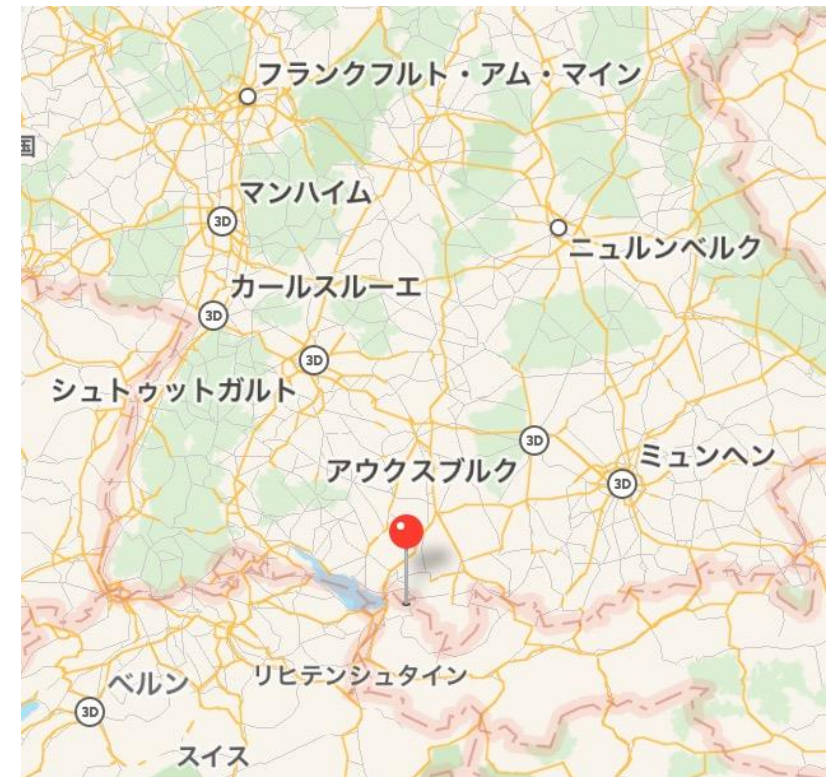 フランクフルト・アム・マイン
国
マンハイム
3D
ニュルンベルク
カールスルーエ
3D
3D
シュトゥットガルト
3D
アウクスブルク
ミュンヘン
3D
リヒテンシュタイン
ベルン
3D
スイス